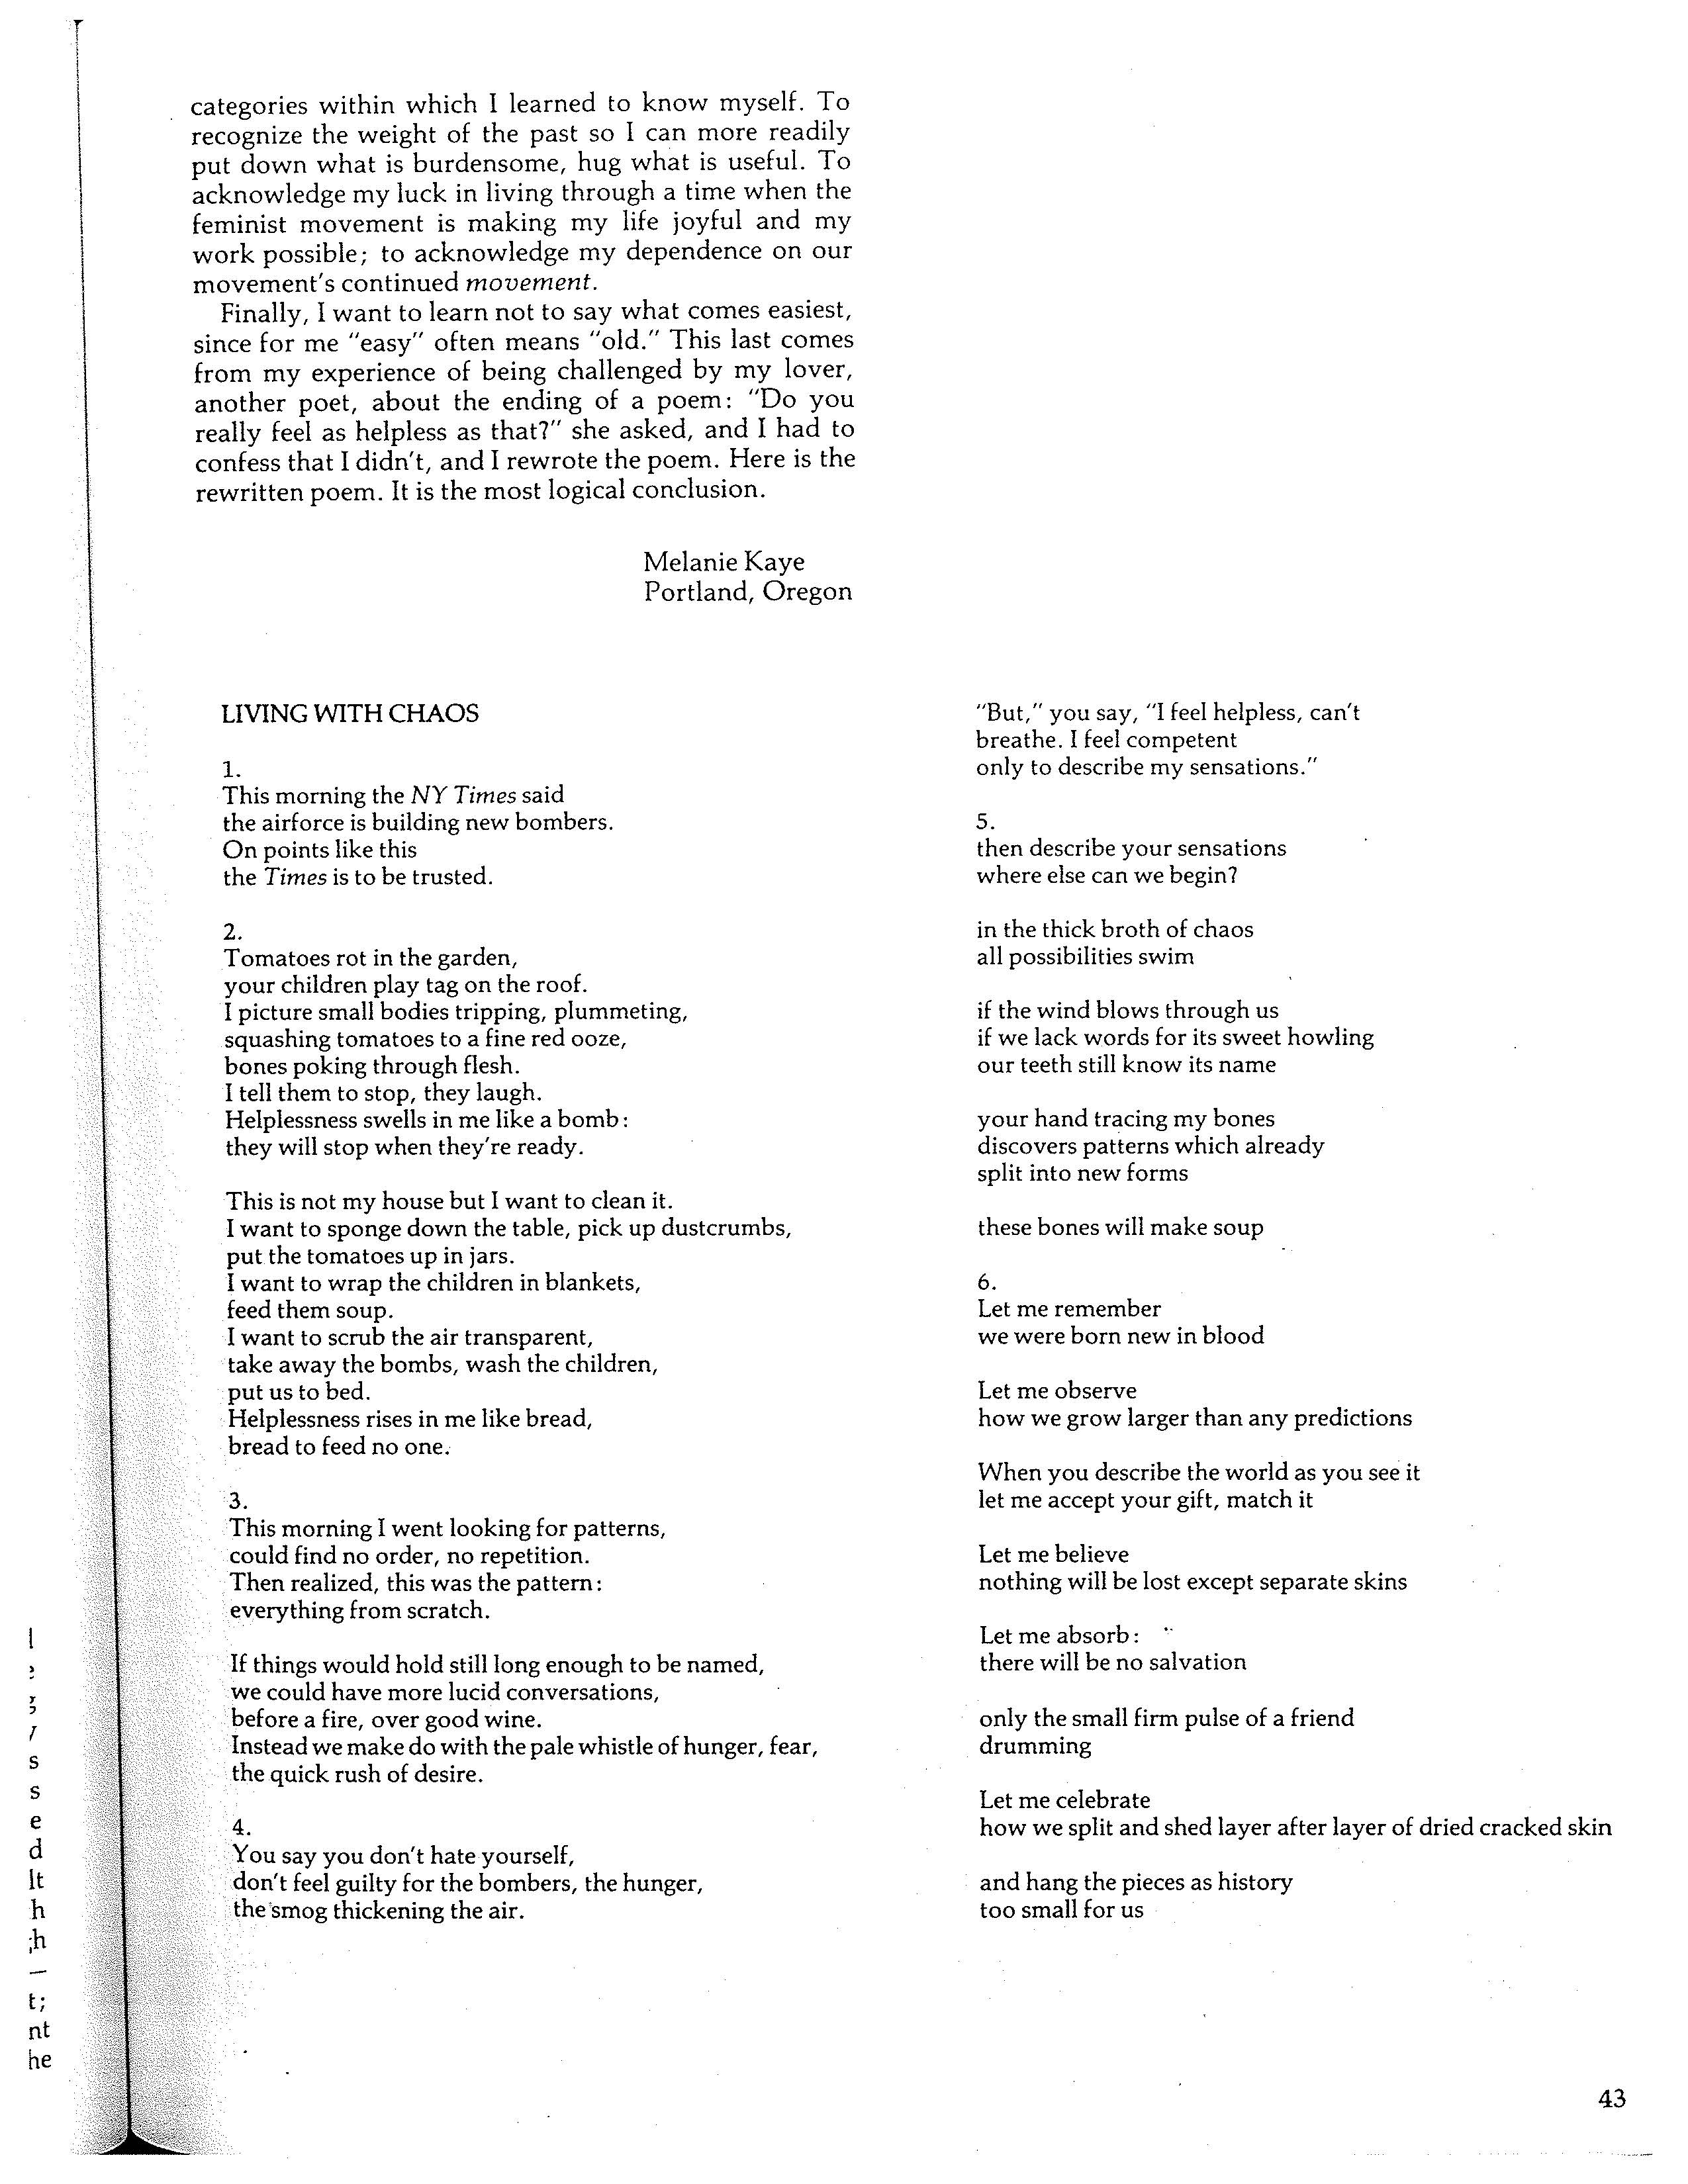 categories within which I learned to know myself. To
recognize the weight of the past so I can more readily
put down what is burdensome, hug what is useful. To
acknowledge my luck in living through a time when the
feminist movement is making my life joyful and my
work possible; to acknowledge my dependence on our
movement's continued movement.
Finally, I want to learn not to say what comes easiest,
since for me "easy" often means "old." This last comes
from my experience of being challenged by my lover,
another poet, about the ending of a poem: "Do you
really feel as helpless as that?" she asked, and I had to
confess that I didn't, and I rewrote the poem. Here is the
rewritten poem. It is the most logical conclusion.
Melanie Kaye
Portland, Oregon
LIVING WITH CHAOS
1.
This morning the NY Times said
the airforce is building new bombers.
On points like this
the Times is to be trusted.
2.
Tomatoes rot in the garden,
your children play tag on the roof.
I picture small bodies tripping, plummeting,
squashing tomatoes to a fine red ooze,
bones poking through flesh.
I tell them to stop, they laugh.
Helplessness swells in me like a bomb:
they will stop when they're ready.
This is not my house but I want to clean it.
I want to sponge down the table, pick up dustcrumbs,
put the tomatoes up in jars.
I want to wrap the children in blankets,
feed them soup.
I want to scrub the air transparent,
take away the bombs, wash the children,
put us to bed.
Helplessness rises in me like bread,
bread to feed no one.
3.
This morning I went looking for patterns,
could find no order, no repetition.
Then realized, this was the pattern:
everything from scratch.
If things would hold still long enough to be named,
we could have more lucid conversations,
before a fire, over good wine.
Instead we make do with the pale whistle of hunger, fear,
the quick rush of desire.
4.
You say you don't hate yourself,
don't feel guilty for the bombers, the hunger,
the smog thickening the air.
"But," you say, "I feel helpless, can't
breathe. I feel competent
only to describe my sensations."
5.
then describe your sensations
where else can we begin?
in the thick broth of chaos
all possibilities swim
if the wind blows through us
if we lack words for its sweet howling
our teeth still know its name
your hand tracing my bones
discovers patterns which already
split into new forms
these bones will make soup
6.
Let me remember
we were born new in blood
Let me observe
how we grow larger than any predictions
When you describe the world as you see it
let me accept your gift, match it
Let me believe
nothing will be lost except separate skins
Let me absorb:
there will be no salvation
only the small firm pulse of a friend
drumming
Let me celebrate
how we split and shed layer after layer of dried cracked skin
and hang the pieces as history
too small for us
43